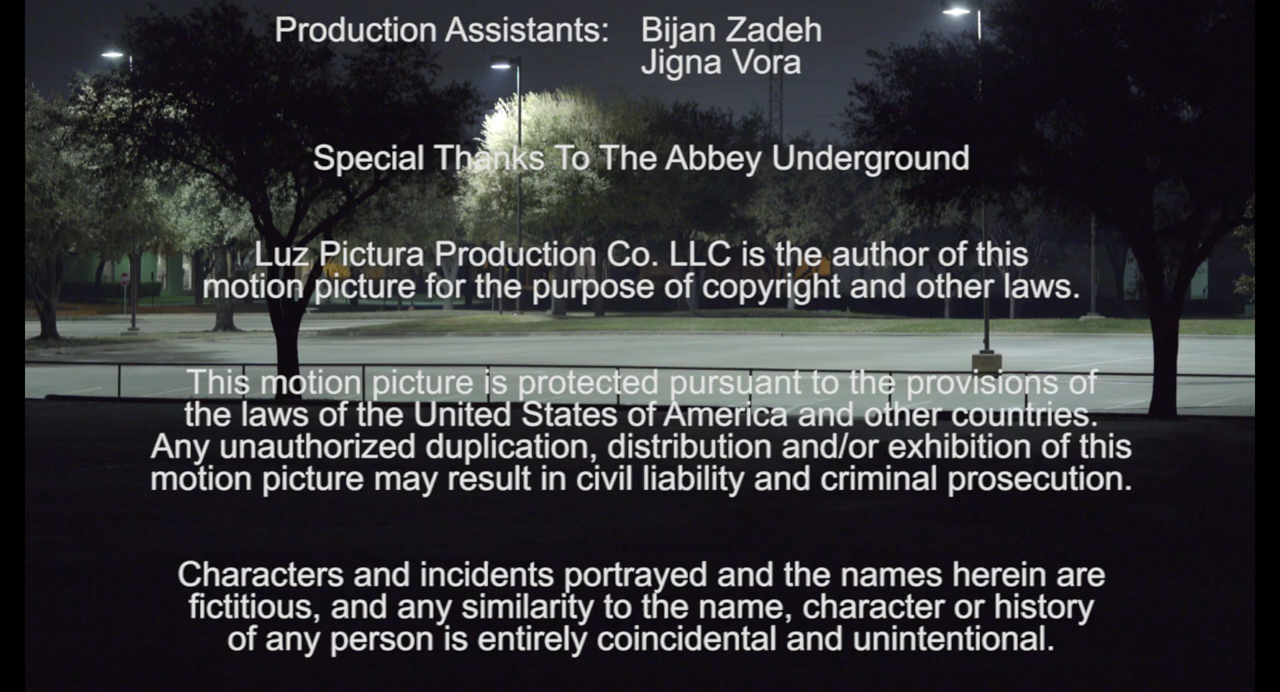 Production Assistants: Bijan Zadeh
Jigna Vora
Special Thanks To The Abbey Underground
Luz Pictura Production Co. LLC is the author of this
motion picture for the purpose of copyright and other laws.
This motion picture is protected pursuant to the provisions of
the laws of the United States of America and other countries.
Any unauthorized duplication, distribution and/or exhibition of this
motion picture may result in civil liability and criminal prosecution.
Characters and incidents portrayed and the names herein are
fictitious, and any similarity to the name, character or history
of any person is entirely coincidental and unintentional.